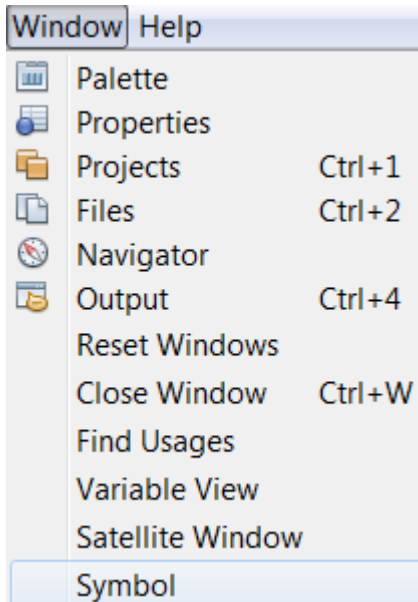 Window Help
Palette
Properties
Projects Ctrl+1
Files Ctrl+2
Navigator
Output Ctrl+4
Reset Windows
Close Window Ctrl+W
Find Usages
Variable View
Satellite Window
Symbol